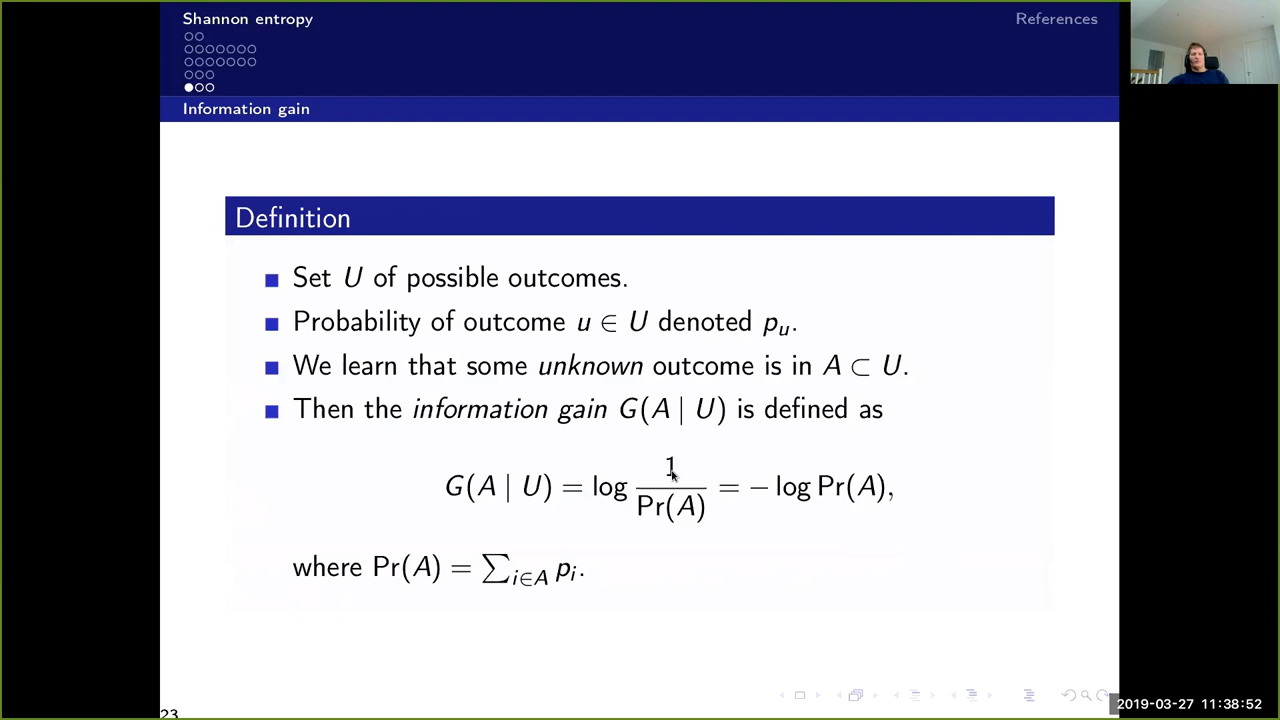 Shannon entropy
References
Information gain
Definition
Set U of possible outcomes.
Probability of outcome u ∈ U denoted p_u.
We learn that some unknown outcome is in A ⊂ U.
Then the information gain G(A | U) is defined as
G(A | U) = log 1/Pr(A) = − log Pr(A),
where Pr(A) = ∑_{i∈A} p_i.
23
2019-03-27 11:38:52